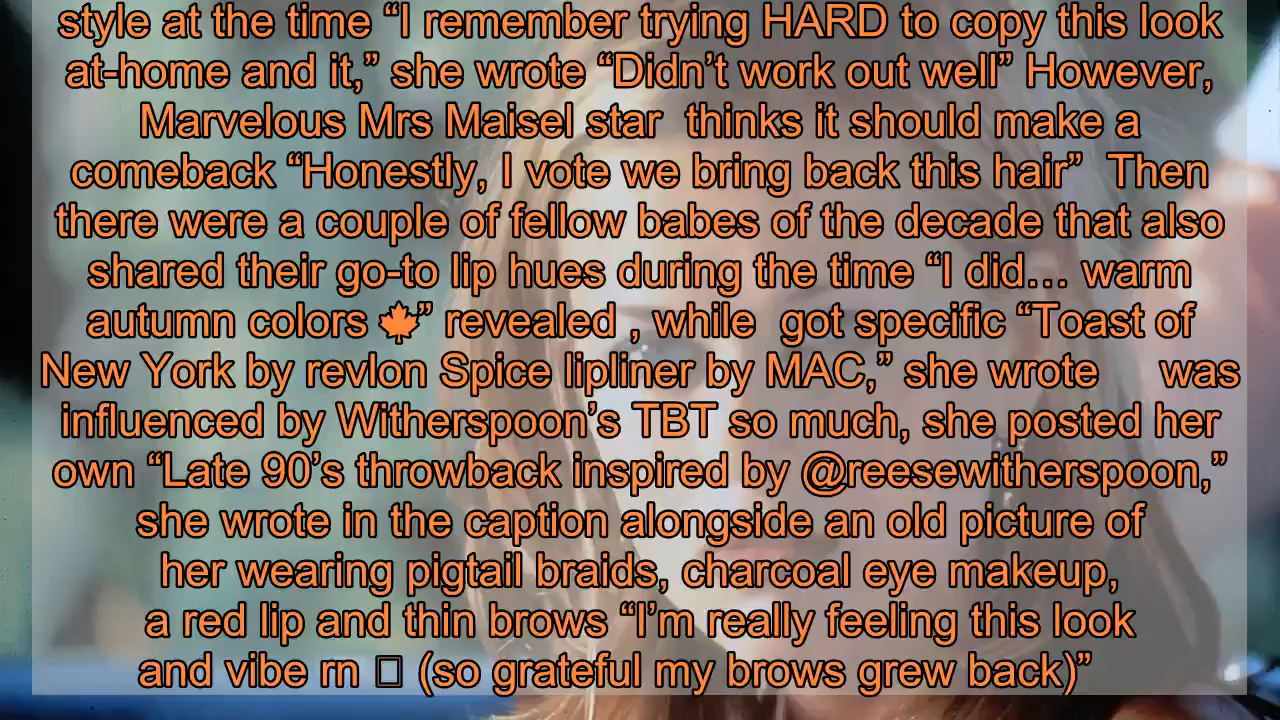 style at the time “I remember trying HARD to copy this look
at-home and it,” she wrote “Didn’t work out well” However,
Marvelous Mrs Maisel star  thinks it should make a
comeback “Honestly, I vote we bring back this hair”  Then
there were a couple of fellow babes of the decade that also
shared their go-to lip hues during the time “I did… warm
autumn colors 🍁” revealed , while  got specific “Toast of
New York by revlon Spice lipliner by MAC,” she wrote     was
influenced by Witherspoon’s TBT so much, she posted her
own “Late 90’s throwback inspired by @reesewitherspoon,”
she wrote in the caption alongside an old picture of
her wearing pigtail braids, charcoal eye makeup,
a red lip and thin brows “I’m really feeling this look
and vibe rn □ (so grateful my brows grew back)”